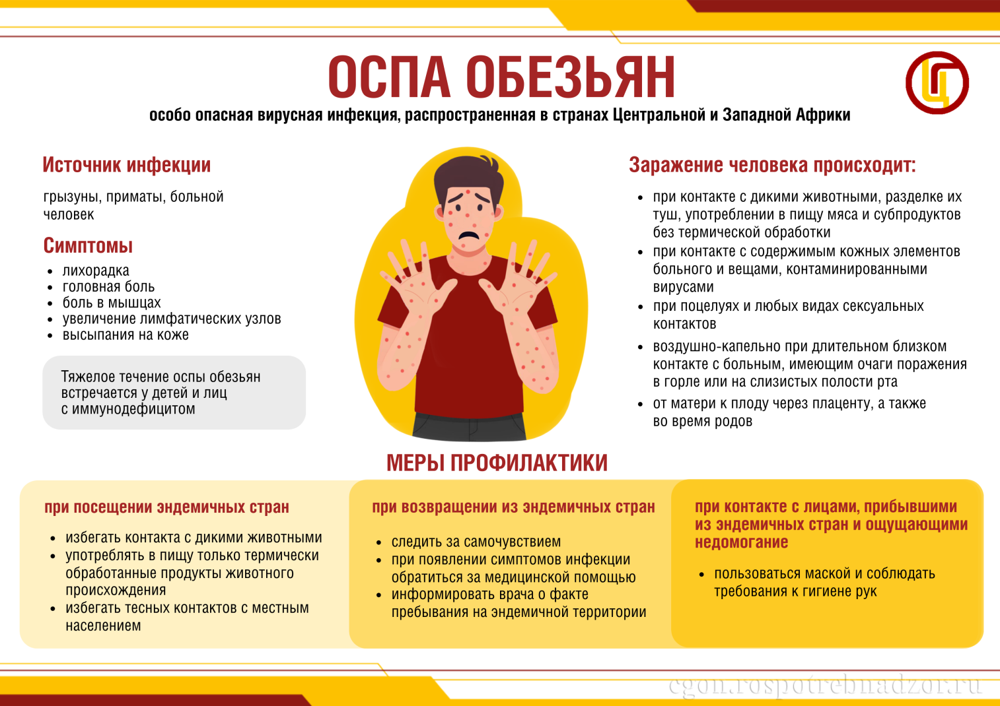 ОСПА ОБЕЗЬЯН
особо опасная вирусная инфекция, распространенная в странах Центральной и Западной Африки
Источник инфекции
грызуны, приматы, больной
человек
Симптомы
• лихорадка
• головная боль
• боль в мышцах
• увеличение лимфатических узлов
• высыпания на коже
Тяжелое течение оспы обезьян
встречается у детей и лиц
с иммунодефицитом
Заражение человека происходит:
• при контакте с дикими животными, разделке их
туш, употреблении в пищу мяса и субпродуктов
без термической обработки
• при контакте с содержимым кожных элементов
больного и вещами, контаминированными
вирусами
• при поцелуях и любых видах сексуальных
контактов
• воздушно-капельно при длительном близком
контакте с больным, имеющим очаги поражения
в горле или на слизистых полости рта
• от матери к плоду через плаценту, а также
во время родов
МЕРЫ ПРОФИЛАКТИКИ
при посещении эндемичных стран
• избегать контакта с дикими животными
• употреблять в пищу только термически
обработанные продукты животного
происхождения
• избегать тесных контактов с местным
населением
при возвращении из эндемичных стран
• следить за самочувствием
• при появлении симптомов инфекции
обратиться за медицинской помощью
• информировать врача о факте
пребывания на эндемичной территории
при контакте с лицами, прибывшими
из эндемичных стран и ощущающими
недомогание
• пользоваться маской и соблюдать
требования к гигиене рук
cgon.rospotrebnadzor.ru